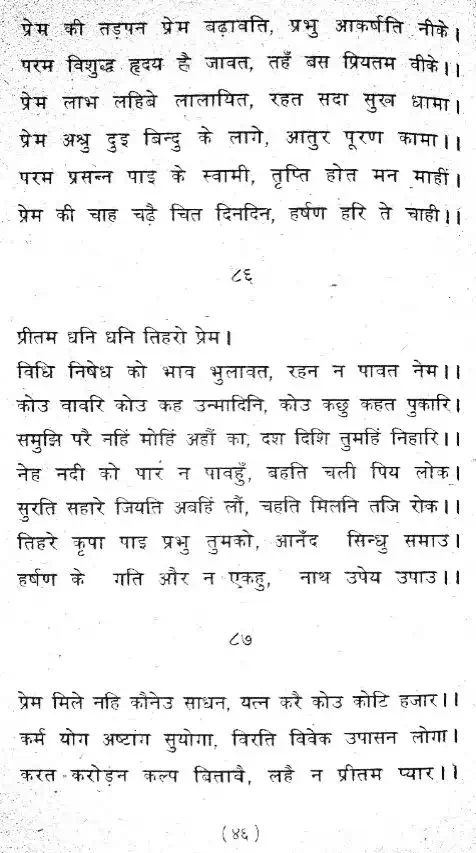 प्रेम की तड़पन प्रेम बढ़ावति, प्रभु आकर्षति नीके।
परम विशुद्ध हृदय है जावत, तहँ बस प्रियतम वीके।।
प्रेम लाभ लहिबे लालायित, रहत सदा सुख धामा।
प्रेम अश्रु दुइ बिन्दु के लागे, आतुर पूरण कामा।।
परम प्रसन्न पाइ के स्वामी, तृप्ति होत मन माहीं।
प्रेम की चाह चढ़ै चित दिनदिन, हर्षण हरि ते चाही।।
८६
प्रीतम धनि धनि तिहरो प्रेम।
विधि निषेध को भाव भुलावत, रहन न पावत नेम।।
कोउ वावरि कोउ कह उन्मादिनि, कोउ कछु कहत पुकारि।
समुझि परै नहिं मोहिं अहौं का, दश दिशि तुमहिं निहारि।।
नेह नदी को पार न पावहुँ, बहति चली पिय लोक।
सुरति सहारे जियति अबहिं लौं, चहति मिलनि तजि रोक।।
तिहरे कृपा पाइ प्रभु तुमको, आनँद सिन्धु समाउ।
हर्षण के गति और न एकहु, नाथ उपेय उपाउ।।
८७
प्रेम मिले नहि कौनेउ साधन, यत्न करै कोउ कोटि हजार।।
कर्म योग अष्टांग सुयोगा, विरति विवेक उपासन लोगा।
करत करोड़न कल्प बितावै, लहै न प्रीतम प्यार।।
(४६)